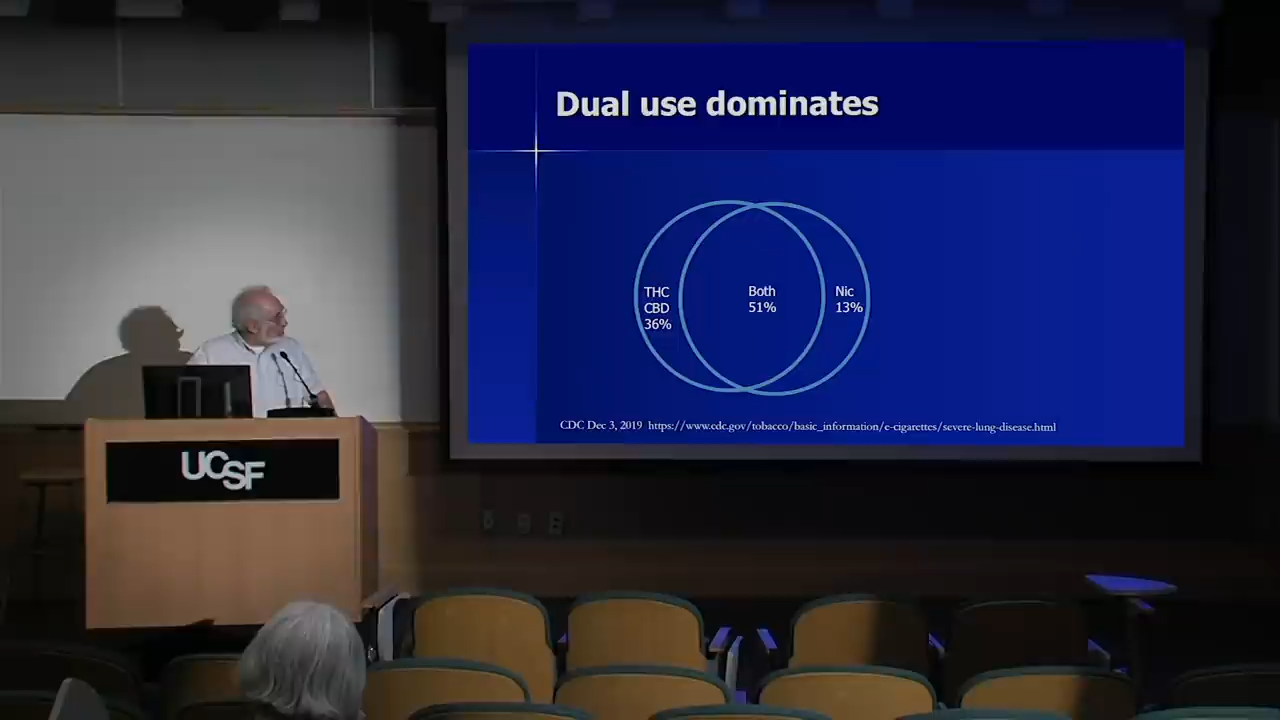 Dual use dominates
THC
CBD
36%
Both
51%
Nic
13%
CDC Dec 3, 2019 https://www.cdc.gov/tobacco/basic_information/e-cigarettes/severe-lung-disease.html
UCSF